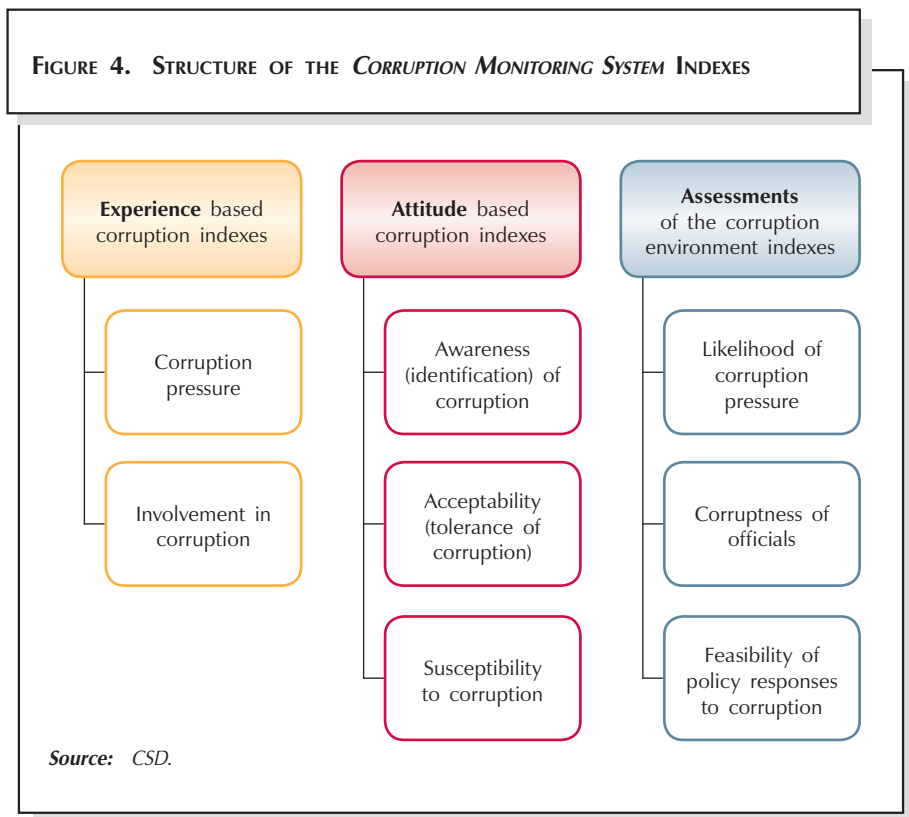 FIGURE 4. STRUCTURE OF THE CORRUPTION MONITORING SYSTEM INDEXES
Experience based
corruption indexes
Corruption
pressure
Involvement in
corruption
Attitude based
corruption indexes
Awareness
(identification) of
corruption
Acceptability
(tolerance of
corruption)
Susceptibility
to corruption
Assessments
of the corruption
environment indexes
Likelihood of
corruption
pressure
Corruptness of
officials
Feasibility of
policy responses
to corruption
Source: CSD.